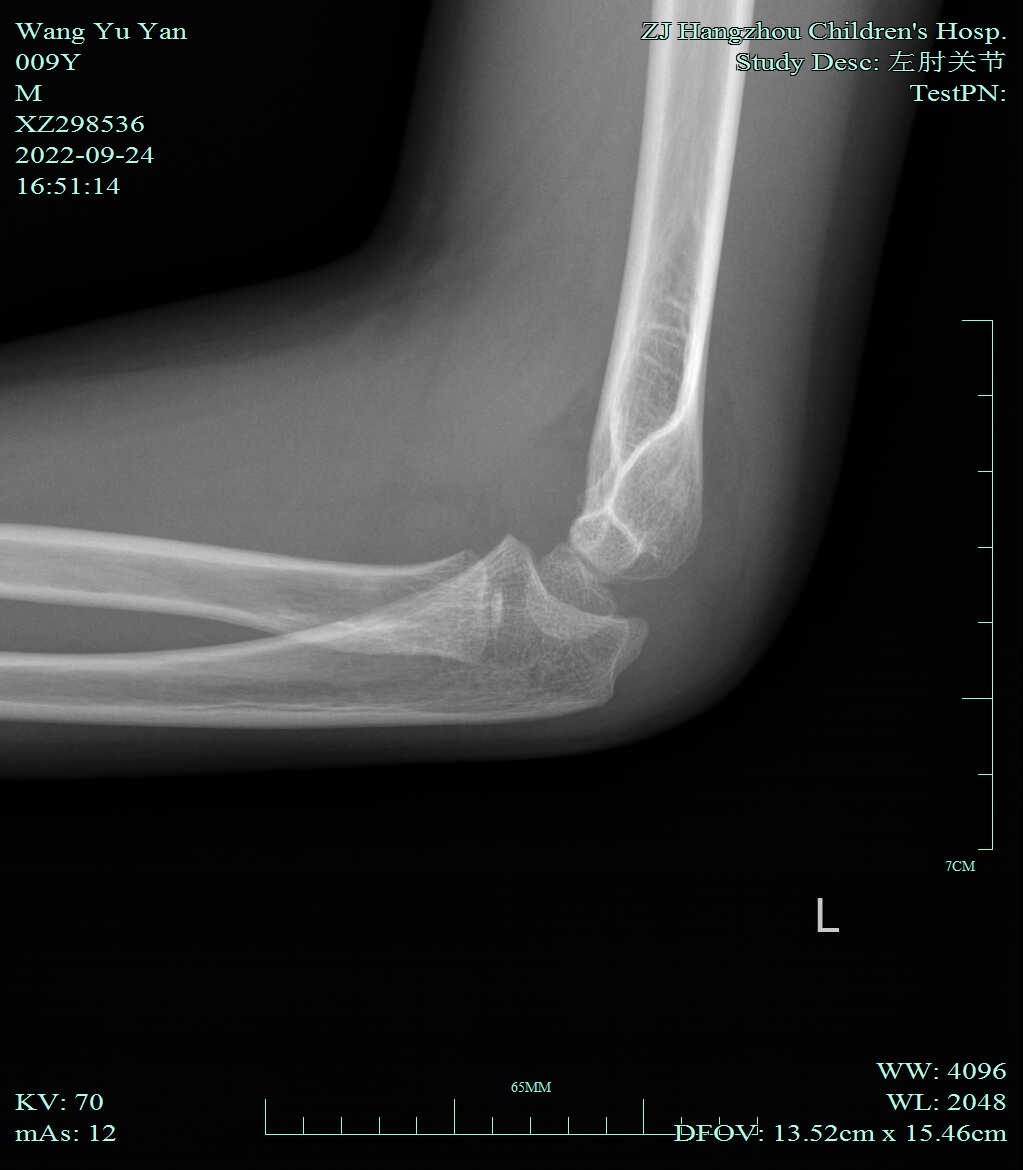 Wang Yu Yan
009Y
M
XZ298536
2022-09-24
16:51:14
ZJ Hangzhou Children's Hosp.
Study Desc: 左肘关节
TestPN:
7CM
L
65MM
KV: 70
mAs: 12
WW: 4096
WL: 2048
DFOV: 13.52cm x 15.46cm